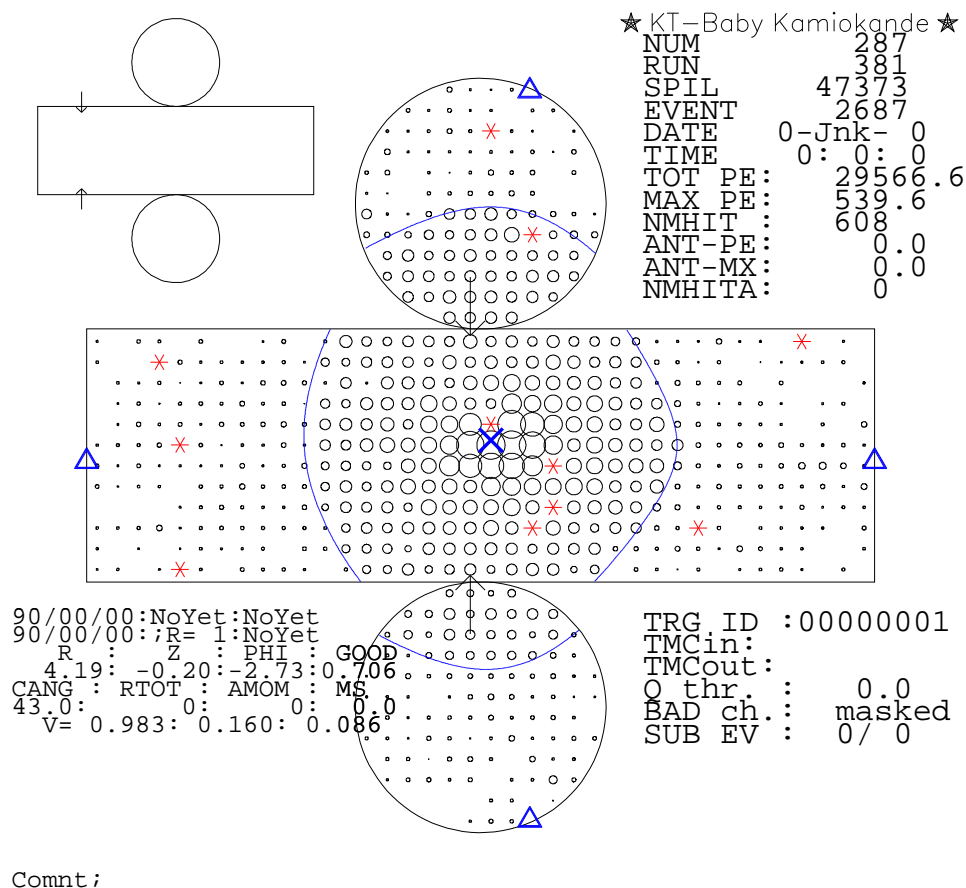 ★ KT-Baby Kamiokande ★
NUM 287
RUN 381
SPIL 47373
EVENT 2687
DATE 0-Jnk- 0
TIME 0: 0: 0
TOT PE: 29566.6
MAX PE: 539.6
NMHIT : 608
ANT-PE: 0.0
ANT-MX: 0.0
NMHITA: 0
90/00/00:NoYet:NoYet
90/00/00:;R= 1:NoYet
R : Z : PHI : GOOD
4.19: -0.20:-2.73:0.706
CANG : RTOT : AMOM : MS
43.0: 0: 0: 0.0
V= 0.983: 0.160: 0.086
TRG ID :00000001
TMCin:
TMCout:
Q thr. : 0.0
BAD ch.: masked
SUB EV : 0/ 0
Comnt;